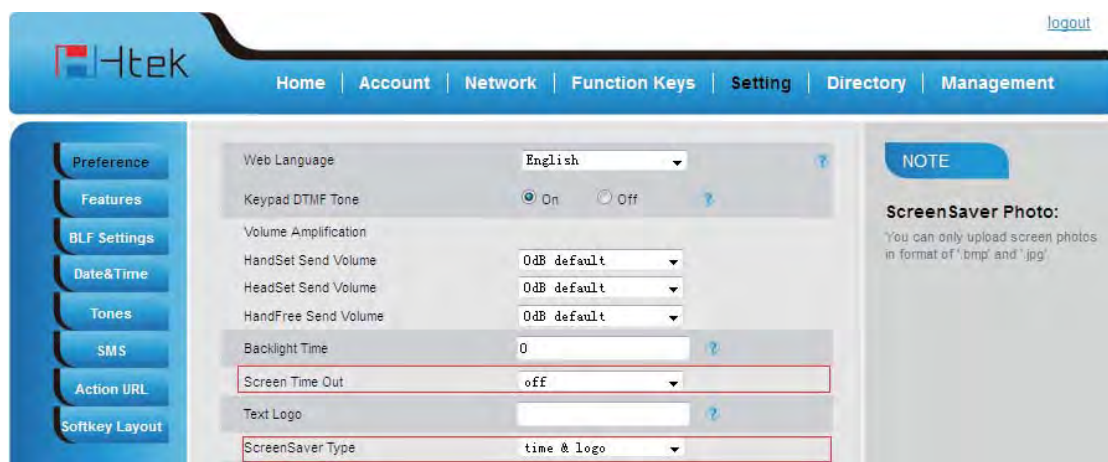 logout
Htek
Home Account Network Function Keys Setting Directory Management
Preference
Features
BLF Settings
Date&Time
Tones
SMS
Action URL
Softkey Layout
Web Language English ?
Keypad DTMF Tone On Off ?
Volume Amplification
HandSet Send Volume 0dB default
HeadSet Send Volume 0dB default
HandFree Send Volume 0dB default
Backlight Time 0 ?
Screen Time Out off
Text Logo ?
ScreenSaver Type time & logo
NOTE
ScreenSaver Photo:
You can only upload screen photos
in format of '.bmp' and '.jpg'